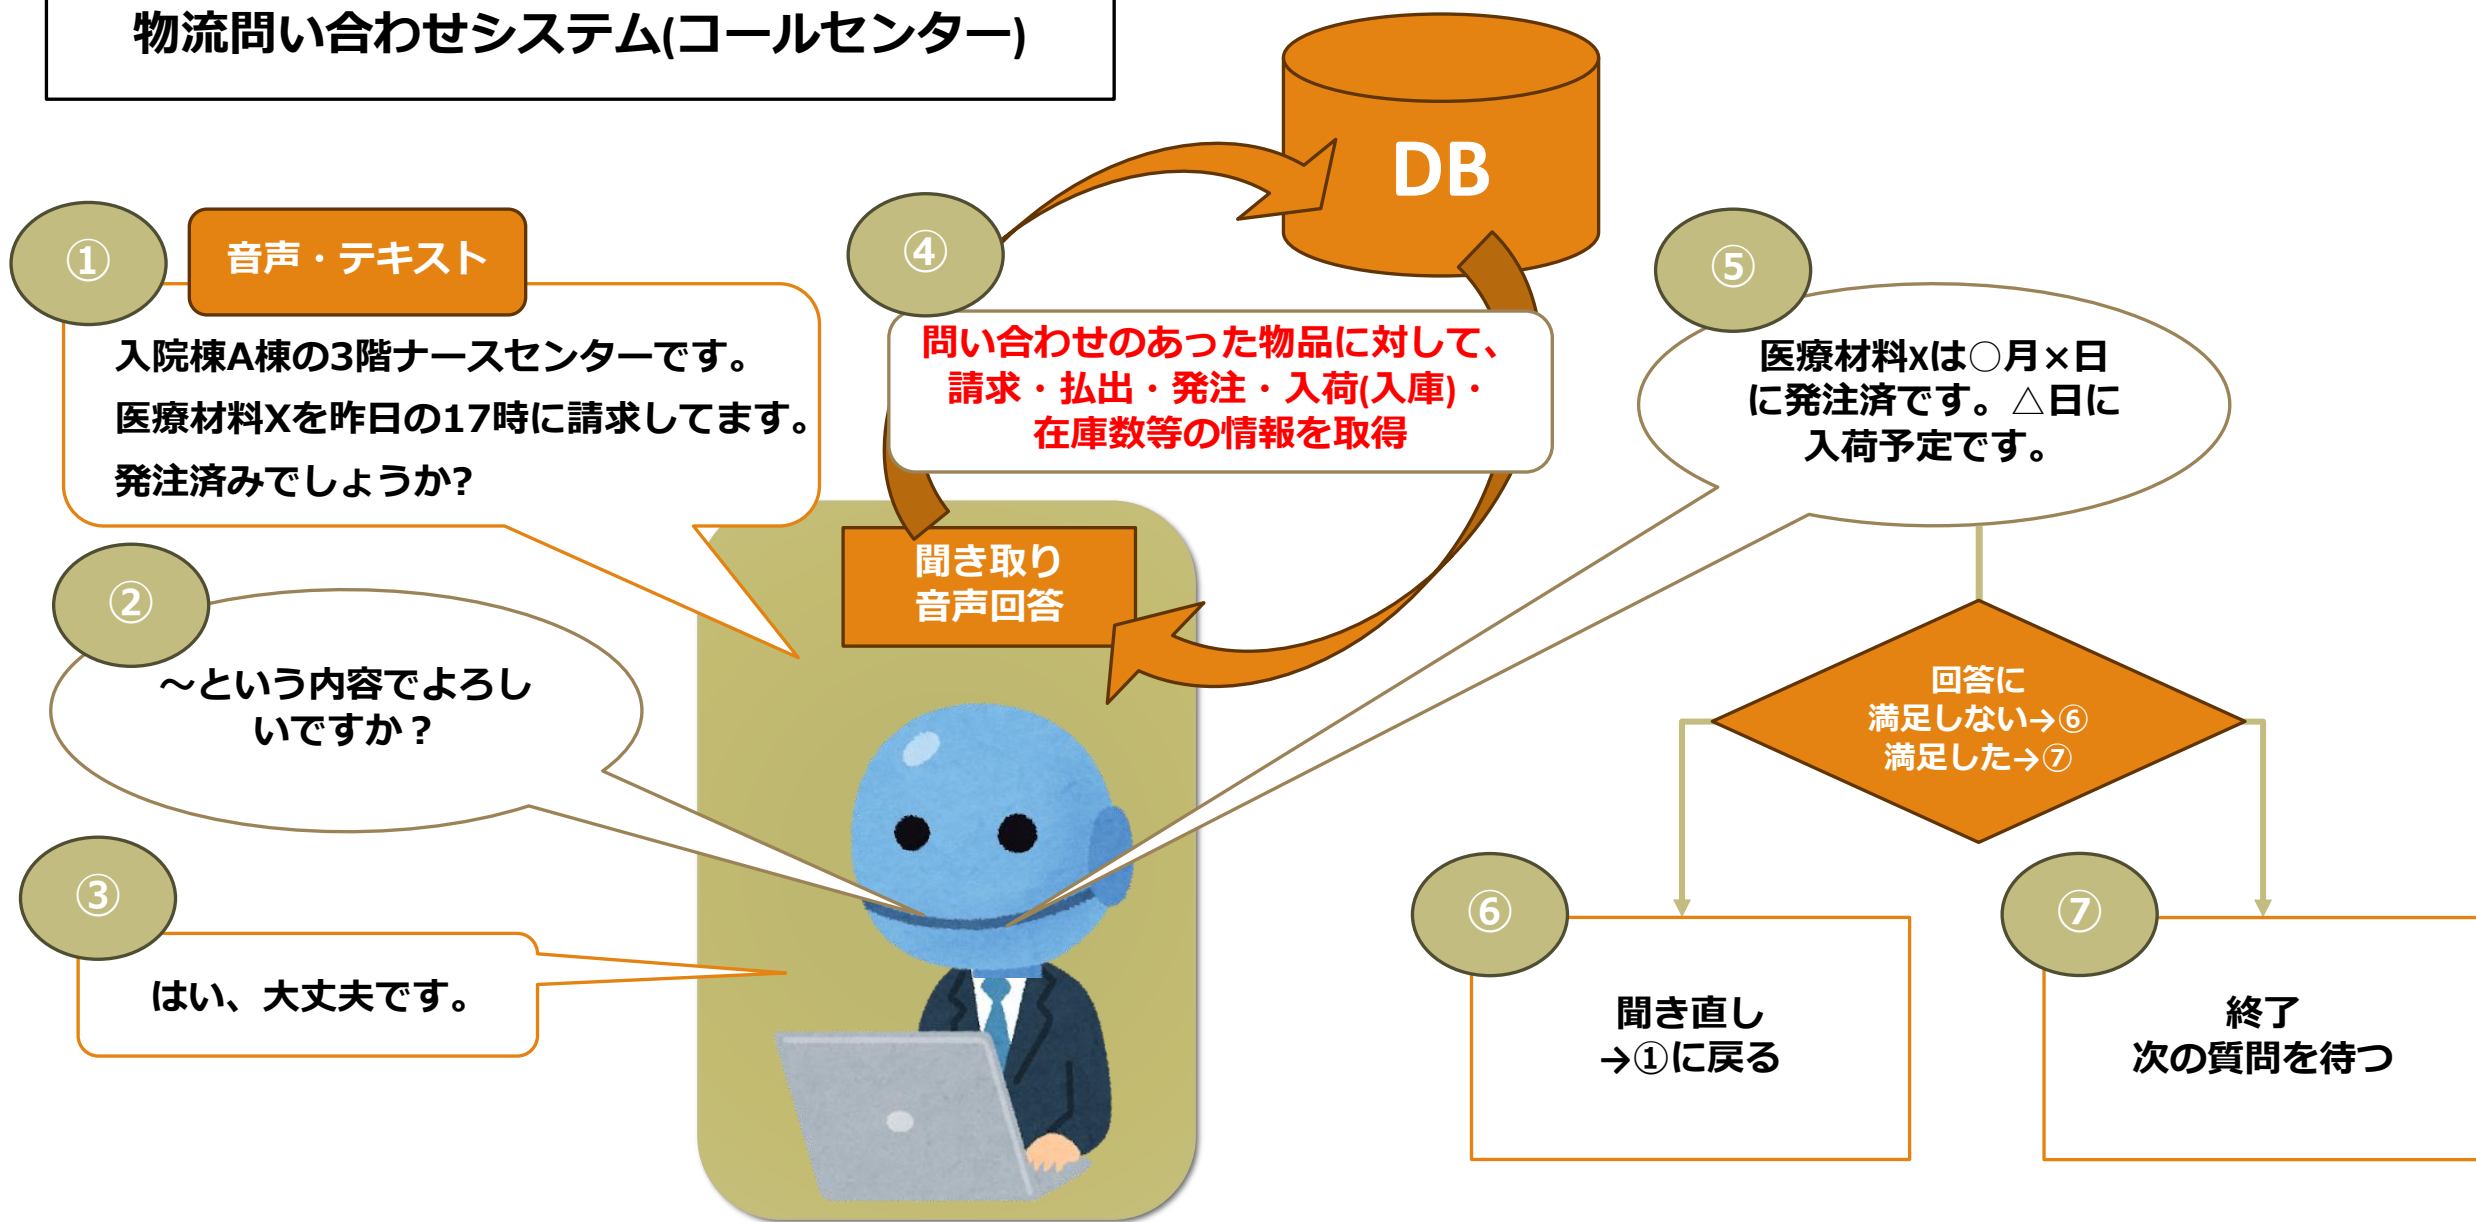 物流問い合わせシステム(コールセンター)
DB
①
音声・テキスト
入院棟A棟の3階ナースセンターです。
医療材料Xを昨日の17時に請求してます。
発注済みでしょうか?
②
～という内容でよろし
いですか？
③
はい、大丈夫です。
④
問い合わせのあった物品に対して、
請求・払出・発注・入荷(入庫)・
在庫数等の情報を取得
聞き取り
音声回答
⑤
医療材料Xは○月×日
に発注済です。△日に
入荷予定です。
回答に
満足しない→⑥
満足した→⑦
⑥
聞き直し
→①に戻る
⑦
終了
次の質問を待つ